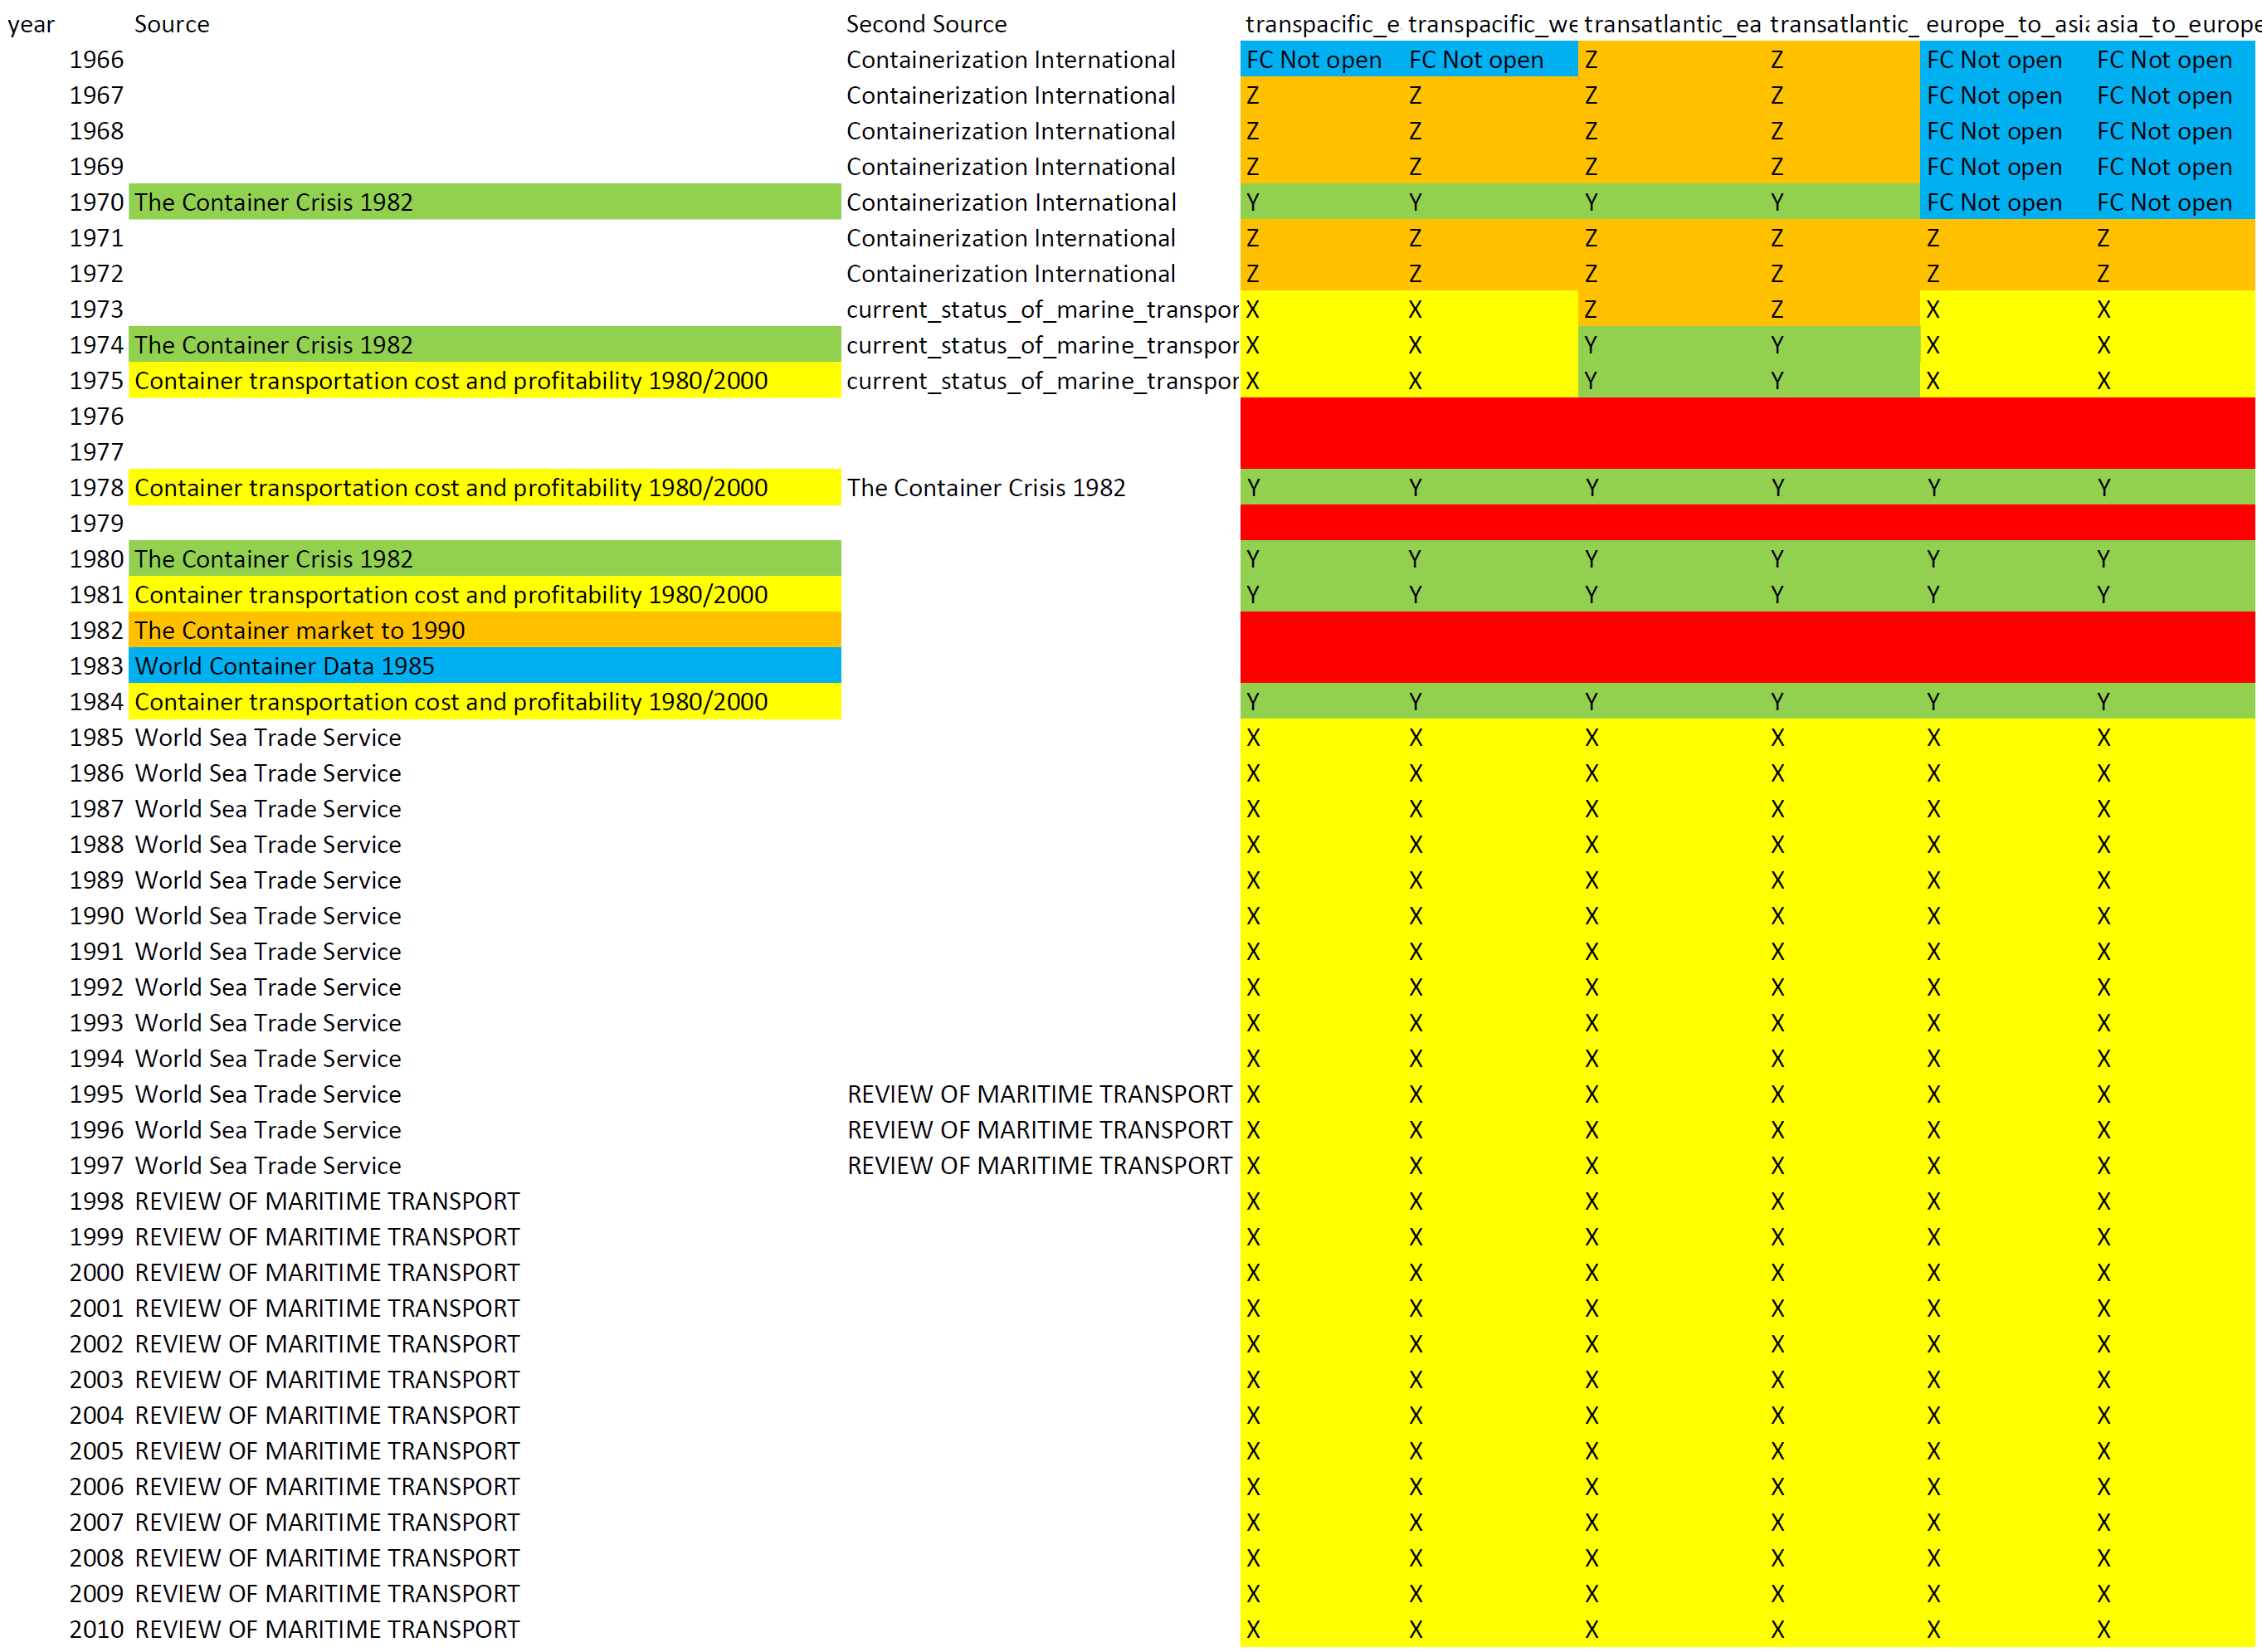 year Source Second Source transpacific_e transpacific_we transatlantic_ea transatlantic_ europe_to_asia asia_to_europe
1966 Containerization International FC Not open FC Not open Z Z FC Not open FC Not open
1967 Containerization International Z Z Z Z FC Not open FC Not open
1968 Containerization International Z Z Z Z FC Not open FC Not open
1969 Containerization International Z Z Z Z FC Not open FC Not open
1970 The Container Crisis 1982 Containerization International Y Y Y Y FC Not open FC Not open
1971 Containerization International Z Z Z Z Z Z
1972 Containerization International Z Z Z Z Z Z
1973 current_status_of_marine_transpor X X Z Z X X
1974 The Container Crisis 1982 current_status_of_marine_transpor X X Y Y X X
1975 Container transportation cost and profitability 1980/2000 current_status_of_marine_transpor X X Y Y X X
1976
1977
1978 Container transportation cost and profitability 1980/2000 The Container Crisis 1982 Y Y Y Y Y Y
1979
1980 The Container Crisis 1982 Y Y Y Y Y Y
1981 Container transportation cost and profitability 1980/2000 Y Y Y Y Y Y
1982 The Container market to 1990
1983 World Container Data 1985
1984 Container transportation cost and profitability 1980/2000 Y Y Y Y Y Y
1985 World Sea Trade Service X X X X X X
1986 World Sea Trade Service X X X X X X
1987 World Sea Trade Service X X X X X X
1988 World Sea Trade Service X X X X X X
1989 World Sea Trade Service X X X X X X
1990 World Sea Trade Service X X X X X X
1991 World Sea Trade Service X X X X X X
1992 World Sea Trade Service X X X X X X
1993 World Sea Trade Service X X X X X X
1994 World Sea Trade Service X X X X X X
1995 World Sea Trade Service REVIEW OF MARITIME TRANSPORT X X X X X X
1996 World Sea Trade Service REVIEW OF MARITIME TRANSPORT X X X X X X
1997 World Sea Trade Service REVIEW OF MARITIME TRANSPORT X X X X X X
1998 REVIEW OF MARITIME TRANSPORT X X X X X X
1999 REVIEW OF MARITIME TRANSPORT X X X X X X
2000 REVIEW OF MARITIME TRANSPORT X X X X X X
2001 REVIEW OF MARITIME TRANSPORT X X X X X X
2002 REVIEW OF MARITIME TRANSPORT X X X X X X
2003 REVIEW OF MARITIME TRANSPORT X X X X X X
2004 REVIEW OF MARITIME TRANSPORT X X X X X X
2005 REVIEW OF MARITIME TRANSPORT X X X X X X
2006 REVIEW OF MARITIME TRANSPORT X X X X X X
2007 REVIEW OF MARITIME TRANSPORT X X X X X X
2008 REVIEW OF MARITIME TRANSPORT X X X X X X
2009 REVIEW OF MARITIME TRANSPORT X X X X X X
2010 REVIEW OF MARITIME TRANSPORT X X X X X X